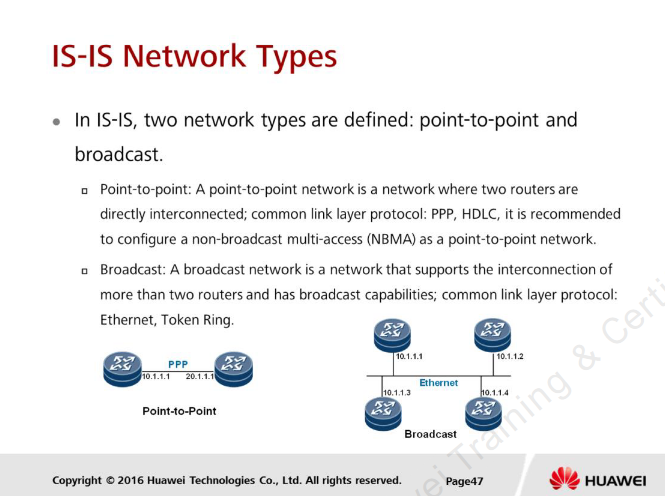 IS-IS Network Types
In IS-IS, two network types are defined: point-to-point and
broadcast.
Point-to-point: A point-to-point network is a network where two routers are
directly interconnected; common link layer protocol: PPP, HDLC, it is recommended
to configure a non-broadcast multi-access (NBMA) as a point-to-point network.
Broadcast: A broadcast network is a network that supports the interconnection of
more than two routers and has broadcast capabilities; common link layer protocol:
Ethernet, Token Ring.
PPP
10.1.1.1 20.1.1.1
Point-to-Point
10.1.1.1
10.1.1.2
Ethernet
10.1.1.3
10.1.1.4
Broadcast
Training & Certi
Copyright © 2016 Huawei Technologies Co., Ltd. All rights reserved.
Page47
HUAWEI